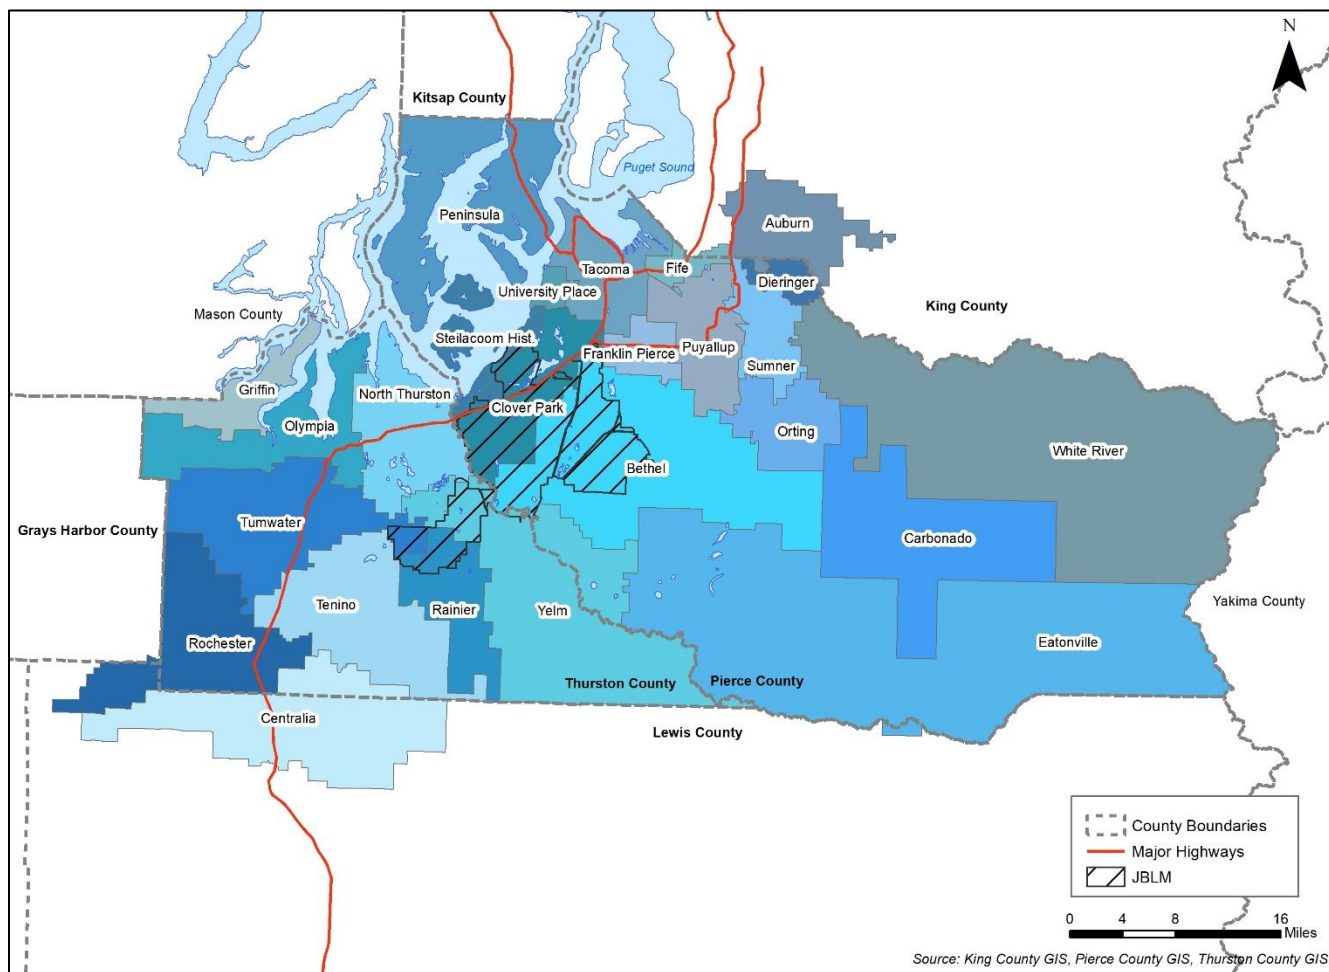 N
Kitsap County
Puget Sound
Peninsula
Auburn
Tacoma
Fife
Dieringer
University Place
Mason County
King County
Steilacoom Hist.
Franklin Pierce
Puyallup
Sumner
Griffin
North Thurston
Clover Park
Olympia
Orting
White River
Bethel
Tumwater
Grays Harbor County
Carbonado
Tenino
Rainier
Yelm
Yakima County
Rochester
Eatonville
Thurston County
Pierce County
Centralia
Lewis County
County Boundaries
Major Highways
JBLM
0 4 8 16
Miles
Source: King County GIS, Pierce County GIS, Thurston County GIS